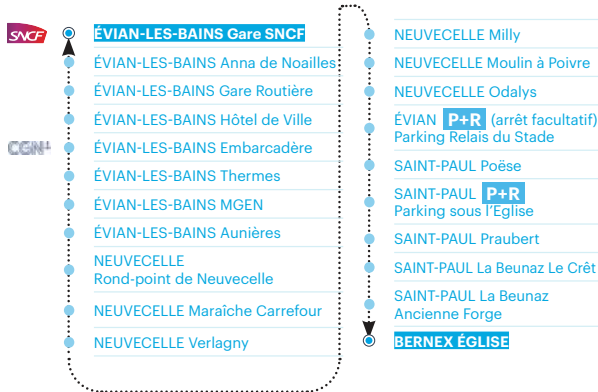 SNCF
ÉVIAN-LES-BAINS Gare SNCF
ÉVIAN-LES-BAINS Anna de Noailles
ÉVIAN-LES-BAINS Gare Routière
ÉVIAN-LES-BAINS Hôtel de Ville
CGN
ÉVIAN-LES-BAINS Embarcadère
ÉVIAN-LES-BAINS Thermes
ÉVIAN-LES-BAINS MGEN
ÉVIAN-LES-BAINS Aunières
NEUVECELLE
Rond-point de Neuvecelle
NEUVECELLE Maraîche Carrefour
NEUVECELLE Verlagny
NEUVECELLE Milly
NEUVECELLE Moulin à Poivre
NEUVECELLE Odalys
ÉVIAN P+R (arrêt facultatif)
Parking Relais du Stade
SAINT-PAUL Poëse
SAINT-PAUL P+R
Parking sous l'Eglise
SAINT-PAUL Praubert
SAINT-PAUL La Beunaz Le Crêt
SAINT-PAUL La Beunaz
Ancienne Forge
BERNEX ÉGLISE